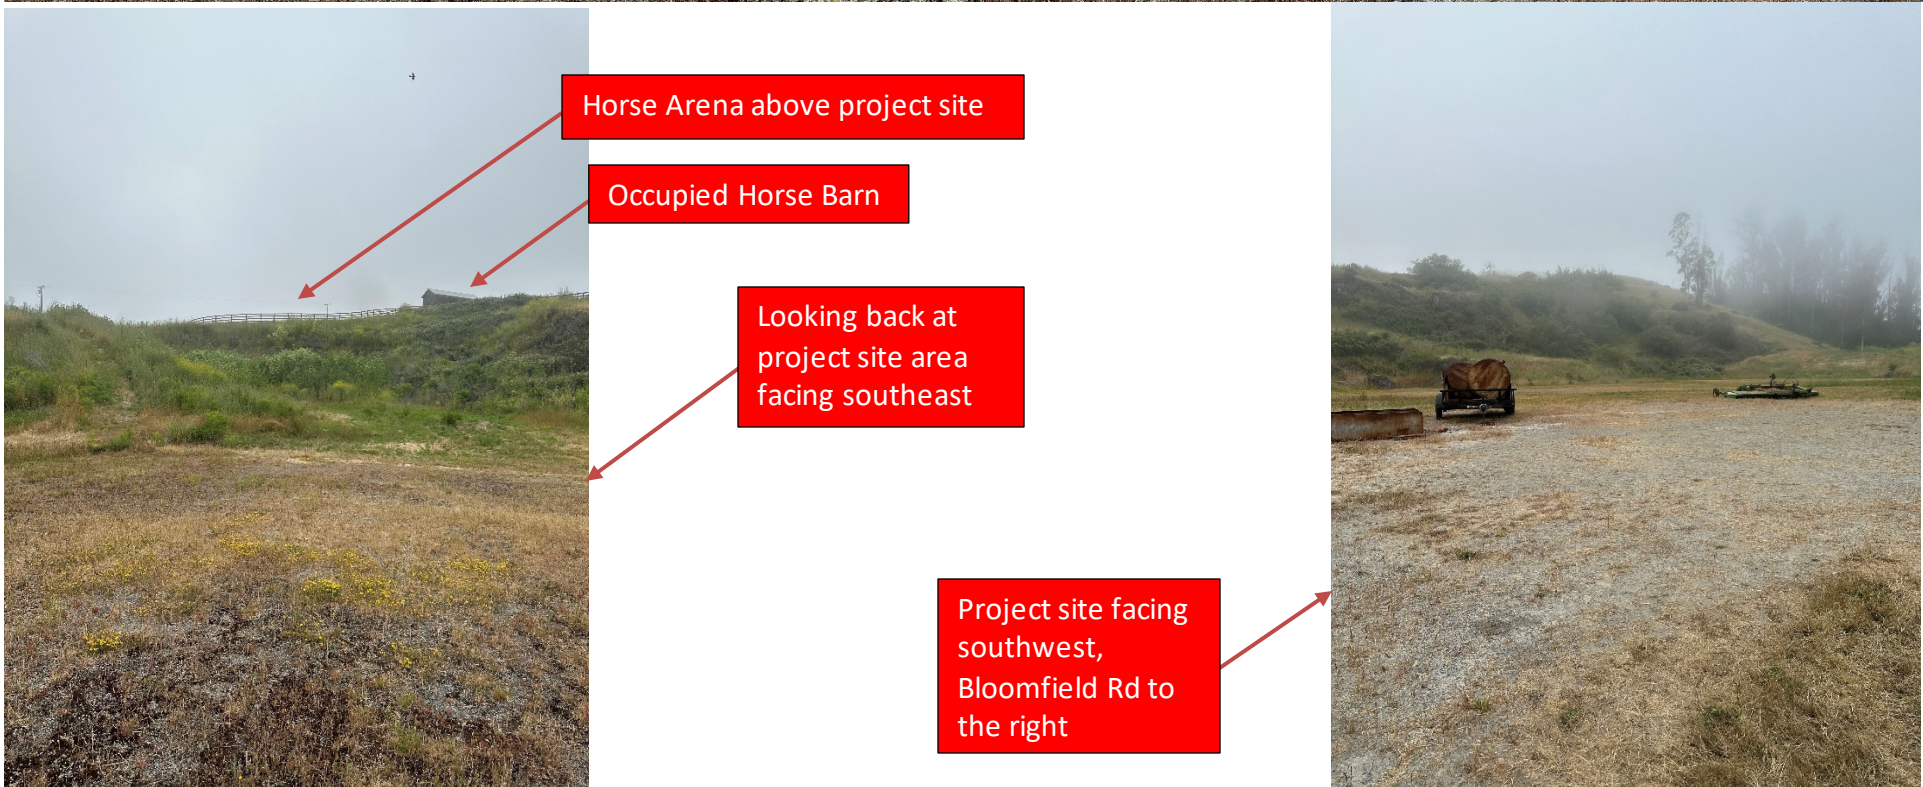 Horse Arena above project site
Occupied Horse Barn
Looking back at
project site area
facing southeast
Project site facing
southwest,
Bloomfield Rd to
the right